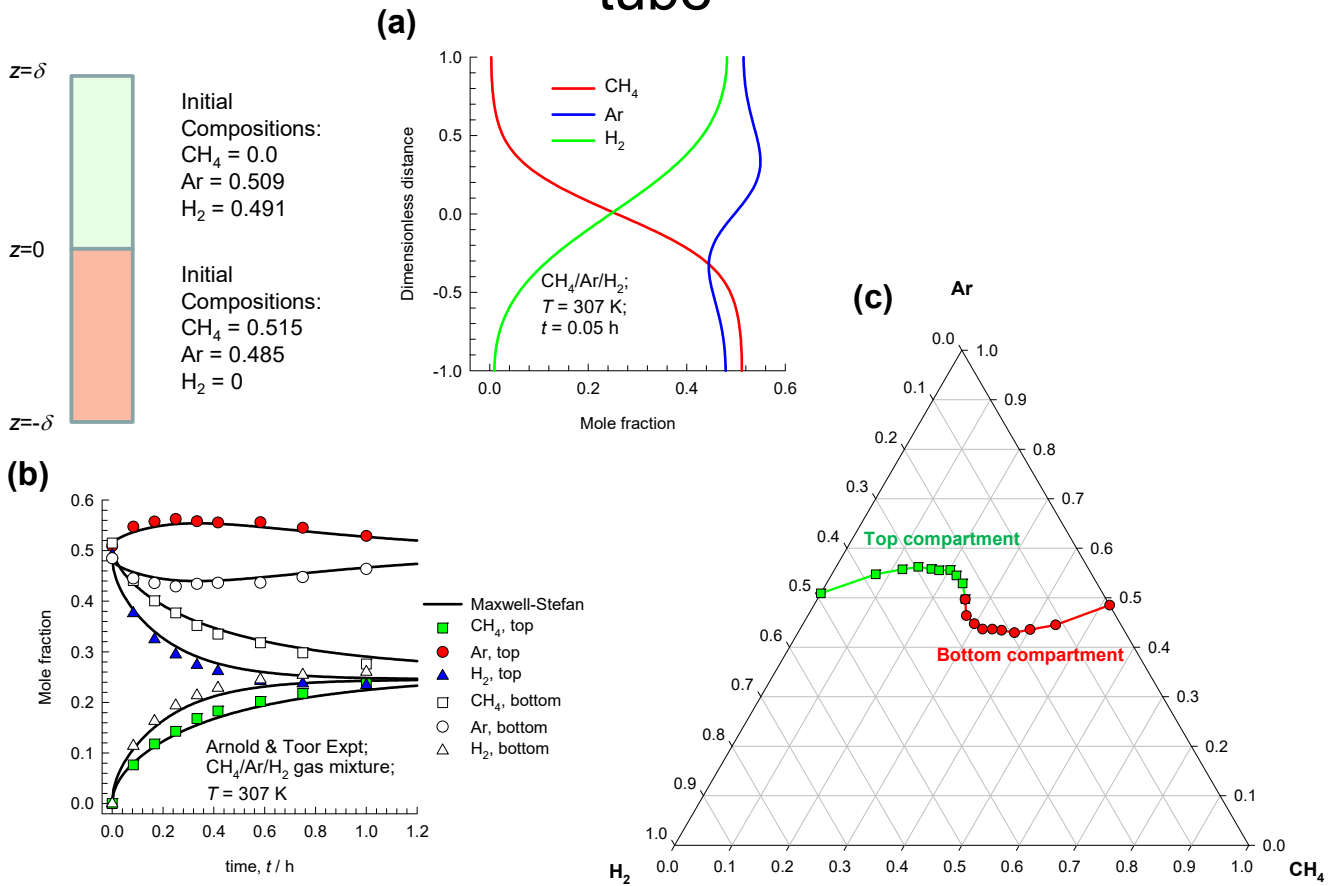 (a)
z=δ
Initial
Compositions:
CH4 = 0.0
Ar = 0.509
H2 = 0.491
z=0
Initial
Compositions:
CH4 = 0.515
Ar = 0.485
H2 = 0
z=-δ
1.0
0.5
0.0
-0.5
-1.0
Dimensionless distance
CH4
Ar
H2
CH4/Ar/H2;
T = 307 K;
t = 0.05 h
0.0 0.2 0.4 0.6
Mole fraction
(b)
0.6
0.5
0.4
0.3
0.2
0.1
0.0
Mole fraction
Arnold & Toor Expt;
CH4/Ar/H2 gas mixture;
T = 307 K
0.0 0.2 0.4 0.6 0.8 1.0 1.2
time, t / h
Maxwell-Stefan
CH4, top
Ar, top
H2, top
CH4, bottom
Ar, bottom
H2, bottom
(c)
Ar
0.0 1.0
0.1 0.9
0.2 0.8
0.3 0.7
0.4 0.6
Top compartment
0.5 0.5
0.6 0.4
Bottom compartment
0.7 0.3
0.8 0.2
0.9 0.1
1.0 0.0
0.0 0.1 0.2 0.3 0.4 0.5 0.6 0.7 0.8 0.9 1.0
H2 CH4